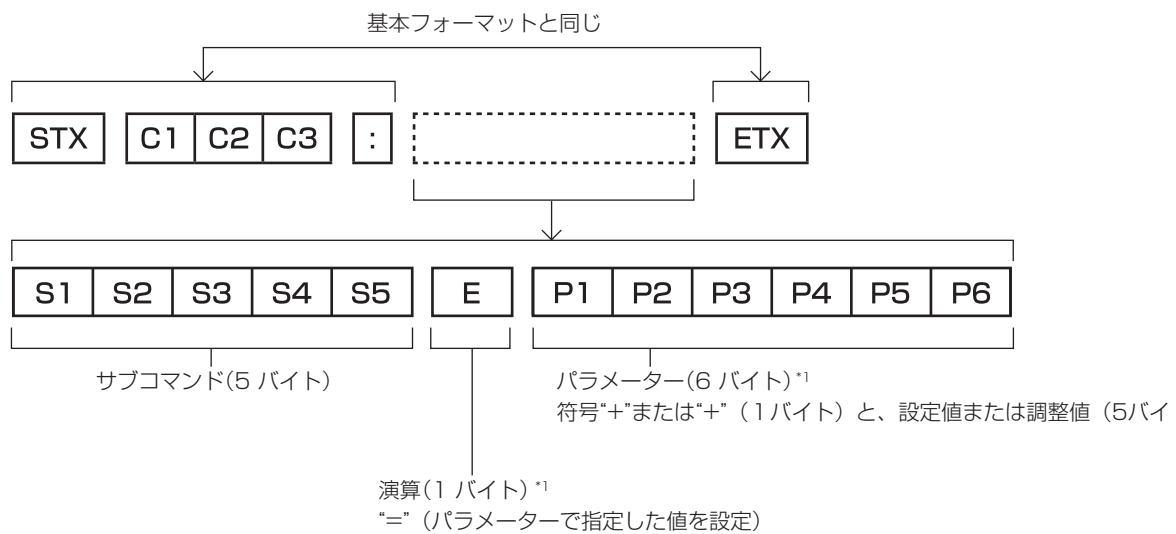 基本フォーマットと同じ
STX C1 C2 C3 : ETX
S1 S2 S3 S4 S5 E P1 P2 P3 P4 P5 P6
サブコマンド(5 バイト)
パラメーター(6 バイト)*1
符号“+”または“+”（1バイト）と、設定値または調整値（5バイ
演算(1 バイト)*1
“=”（パラメーターで指定した値を設定）